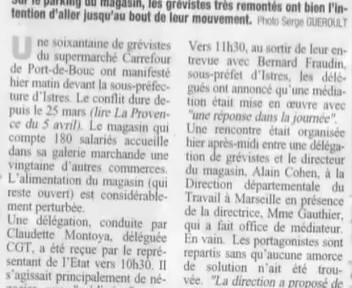 Sur le parking du magasin, les grévistes très remontés ont bien l'in-
tention d'aller jusqu'au bout de leur mouvement. Photo Serge GUEROULT
Une soixantaine de grévistes
du supermarché Carrefour
de Port-de-Bouc ont manifesté
hier matin devant la sous-préfec-
ture d'Istres. Le conflit dure de-
puis le 25 mars (lire La Proven-
ce du 5 avril). Le magasin qui
compte 180 salariés accueille
dans sa galerie marchande une
vingtaine d'autres commerces.
L'alimentation du magasin (qui
reste ouvert) est considérable-
ment perturbée.
Une délégation, conduite par
Claudette Montoya, déléguée
CGT, a été reçue par le repré-
sentant de l'Etat vers 10h30. Il
s'agissait principalement de né-
Vers 11h30, au sortir de leur en-
trevue avec Bernard Fraudin,
sous-préfet d'Istres, les délé-
gués ont annoncé qu'une média-
tion était mise en œuvre avec
"une réponse dans la journée".
Une rencontre était organisée
hier après-midi entre une déléga-
tion de grévistes et le directeur
du magasin, Alain Cohen, à la
Direction départementale du
Travail à Marseille en présence
de la directrice, Mme Gauthier,
qui a fait office de médiateur.
En vain. Les portagonistes sont
repartis sans qu'aucune amorce
de solution n'ait été trou-
vée. "La direction a proposé de